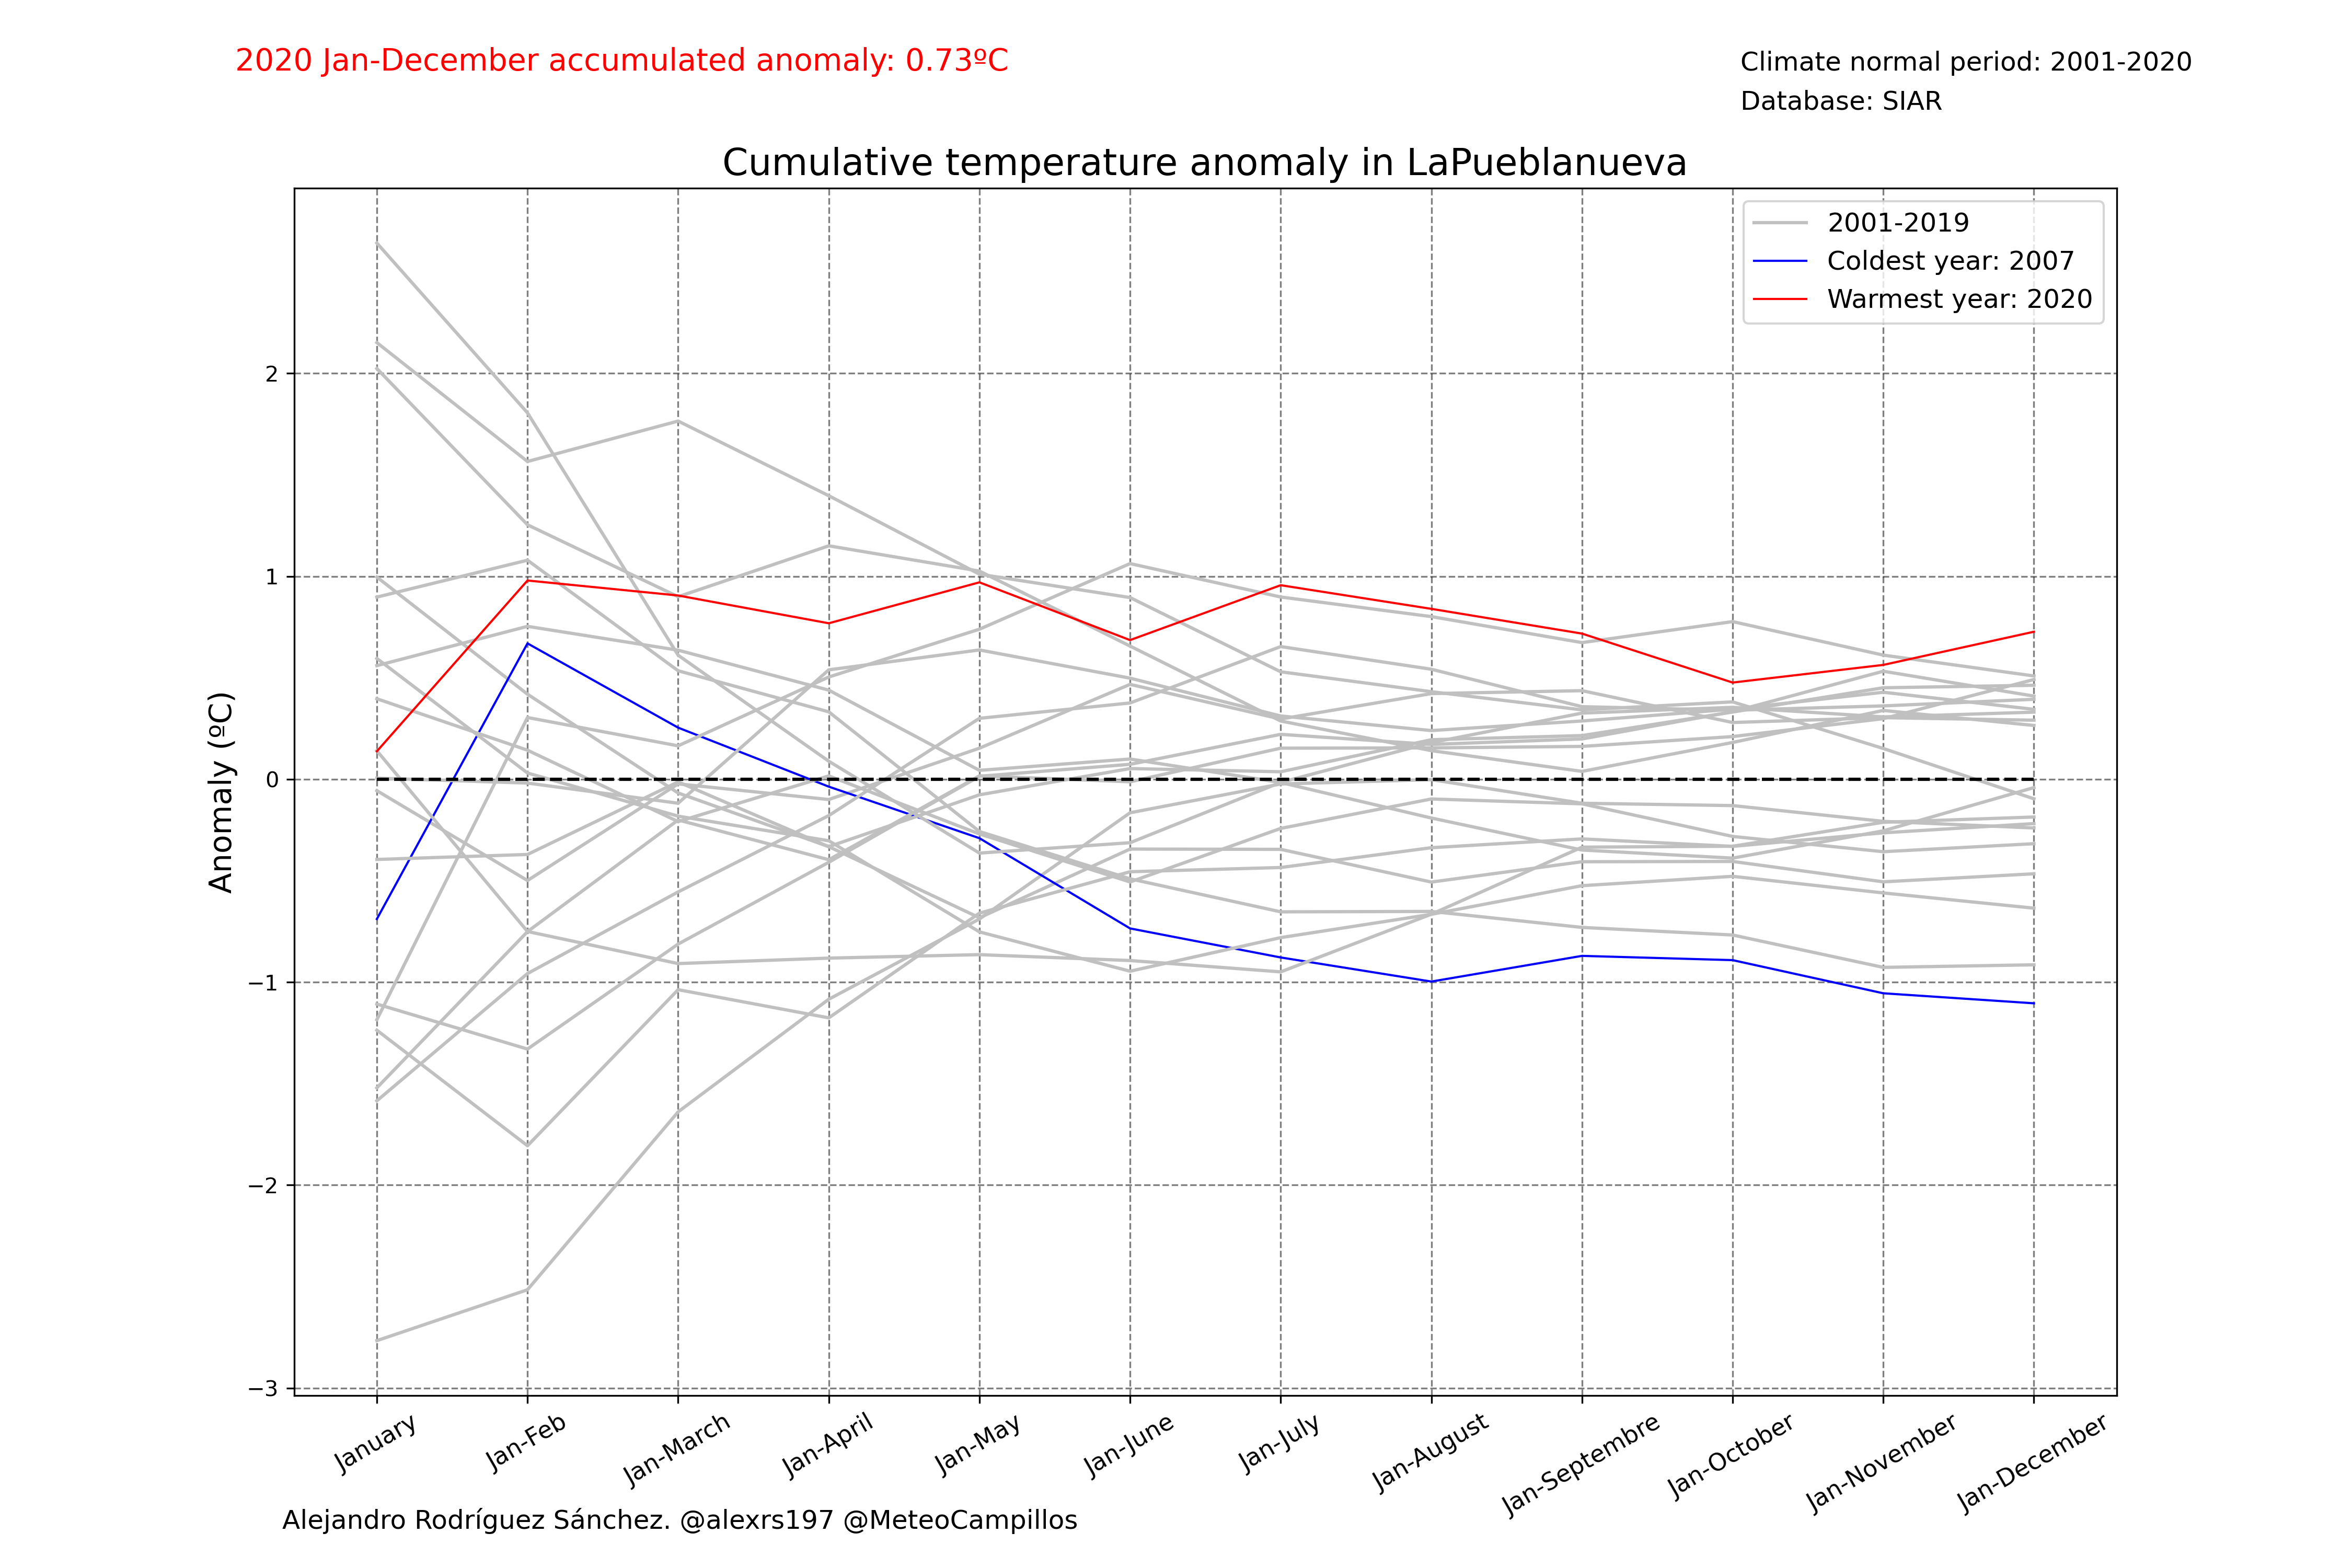 2020 Jan-December accumulated anomaly: 0.73ºC
Climate normal period: 2001-2020
Database: SIAR
Cumulative temperature anomaly in LaPueblanueva
2001-2019
Coldest year: 2007
Warmest year: 2020
Anomaly (ºC)
2
1
0
−1
−2
−3
January
Jan-Feb
Jan-March
Jan-April
Jan-May
Jan-June
Jan-July
Jan-August
Jan-Septembre
Jan-October
Jan-November
Jan-December
Alejandro Rodríguez Sánchez. @alexrs197 @MeteoCampillos